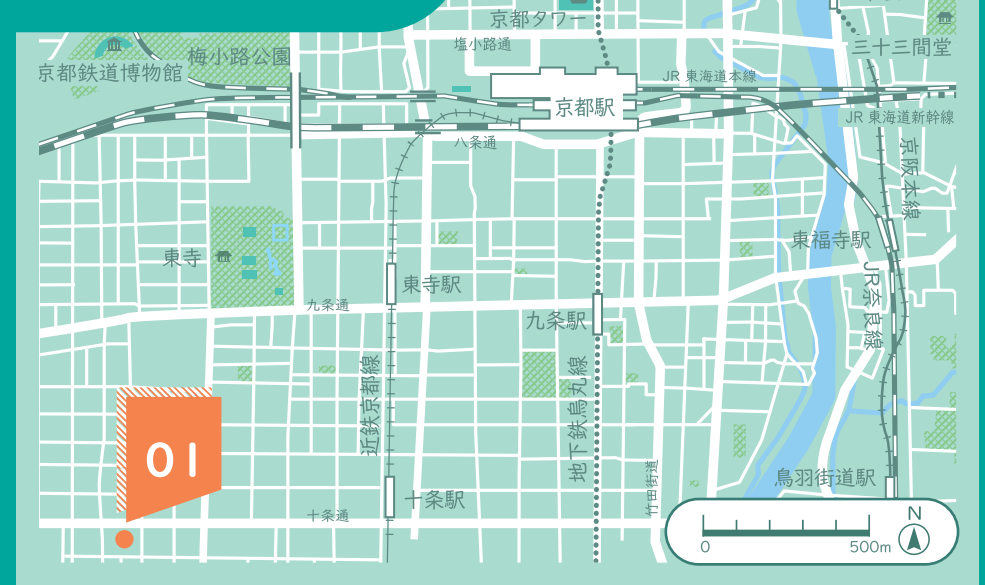 京都タワー
塩小路通
三十三間堂
梅小路公園
京都鉄道博物館
JR 東海道本線
京都駅
JR 東海道新幹線
八条通
京阪本線
東寺
東福寺駅
東寺駅
JR奈良線
九条通
九条駅
近鉄京都線
地下鉄烏丸線
01
竹田街道
鳥羽街道駅
十条駅
十条通
N
0
500m